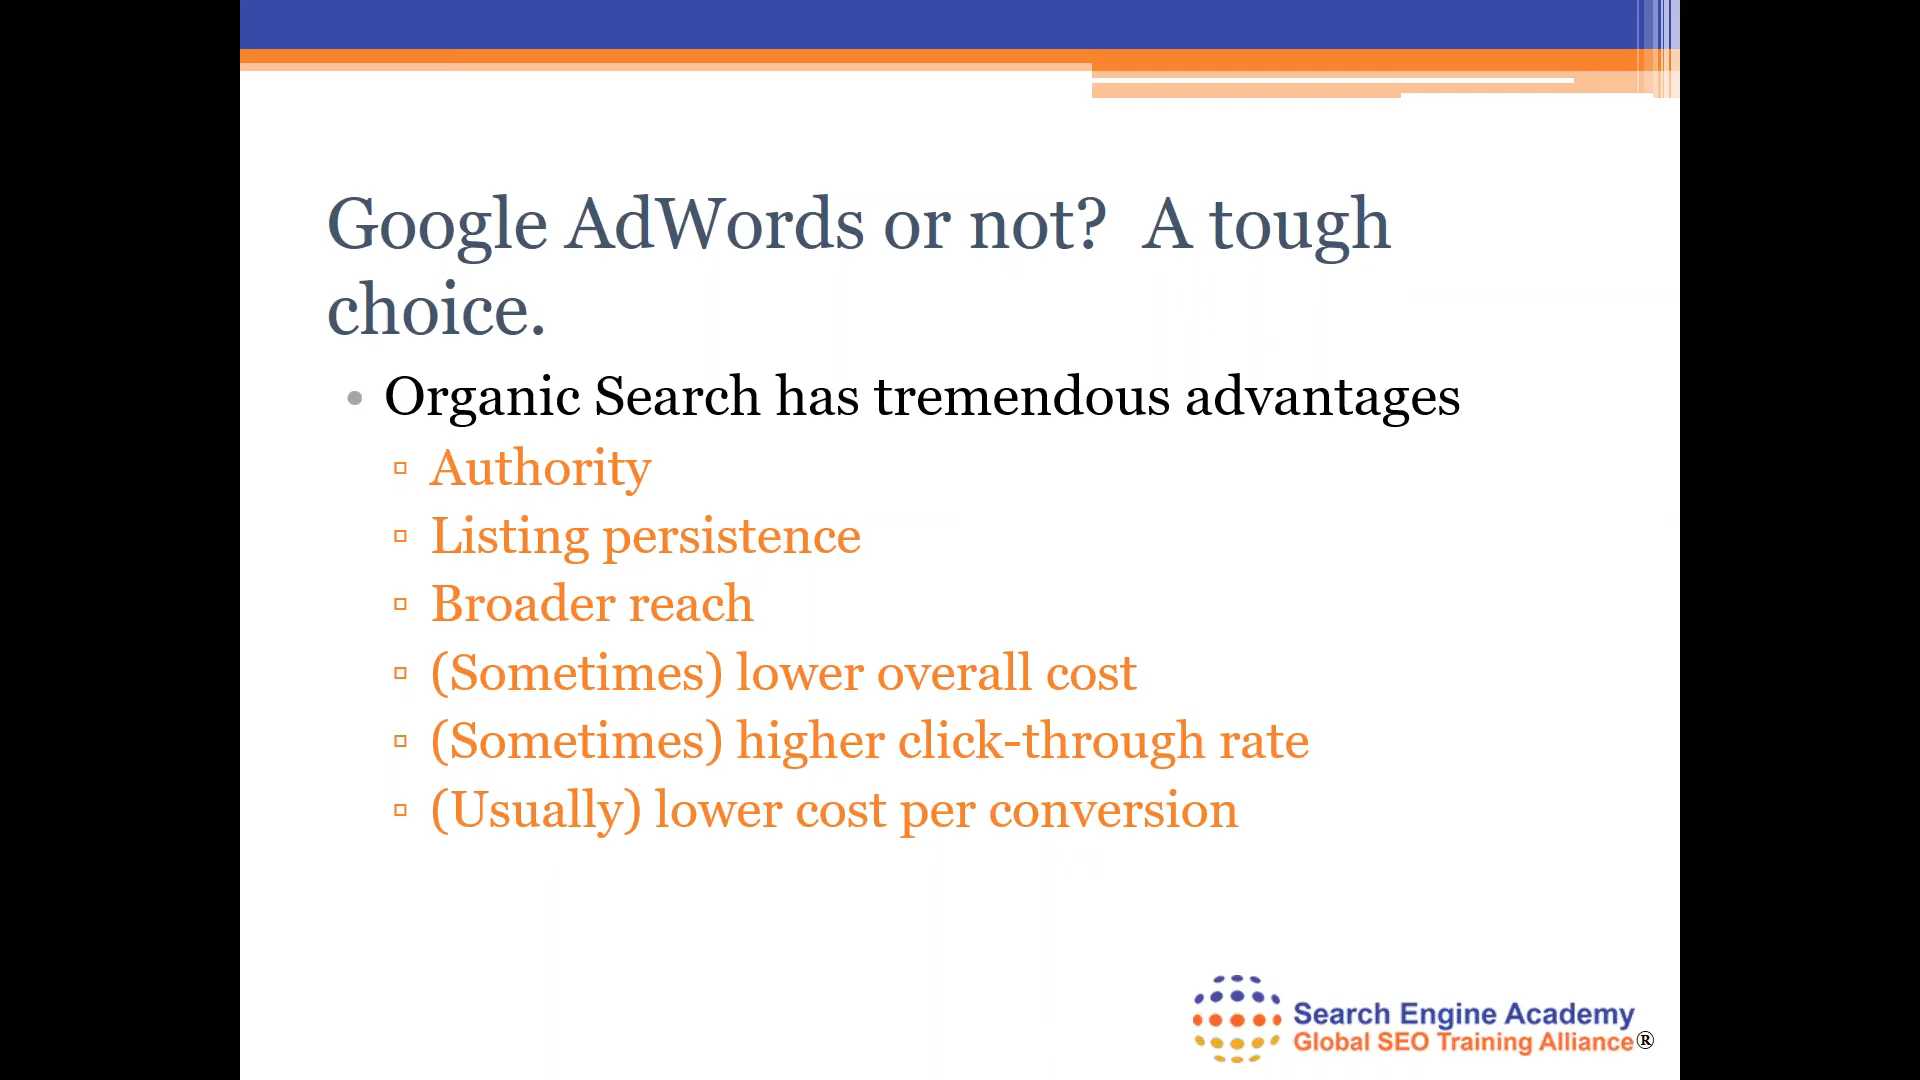 Google AdWords or not?  A tough
choice.
• Organic Search has tremendous advantages
▫ Authority
▫ Listing persistence
▫ Broader reach
▫ (Sometimes) lower overall cost
▫ (Sometimes) higher click-through rate
▫ (Usually) lower cost per conversion
Search Engine Academy
Global SEO Training Alliance®